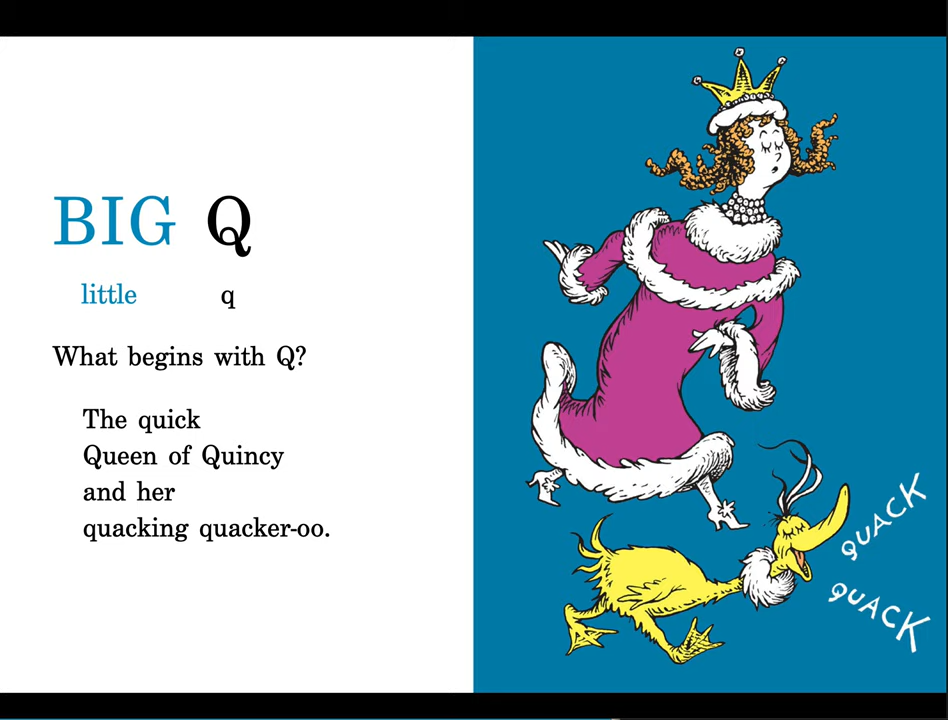 BIG Q
little q
What begins with Q?
The quick
Queen of Quincy
and her
quacking quacker-oo.
QUACK
QUACK